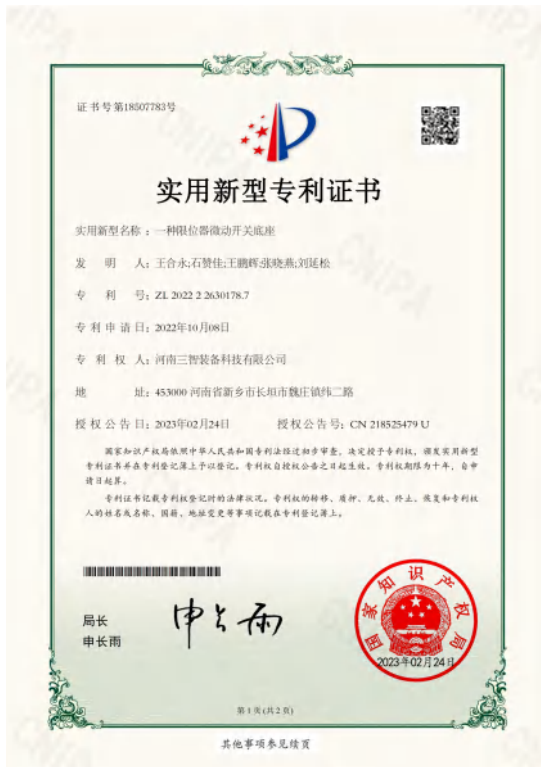 证书号第18507783号
实用新型专利证书
实用新型名称：一种限位器微动开关底座
发明人：王合永;石赞佳;王鹏辉;张晓燕;刘延松
专利号：ZL 2022 2 2630178.7
专利申请日：2022年10月08日
专利权人：河南三智装备科技有限公司
地址：453000 河南省新乡市长垣市魏庄镇纬二路
授权公告日：2023年02月24日 授权公告号：CN 218525479 U
国家知识产权局依照中华人民共和国专利法经过初步审查，决定授予专利权，颁发实用新型
专利证书并在专利登记簿上予以登记。专利权自授权公告之日起生效。专利权期限为十年，自申
请日起算。
专利证书记载专利权登记时的法律状况。专利权的转移、质押、无效、终止、恢复和专利权
人的姓名或名称、国籍、地址变更等事项记载在专利登记簿上。
局长
申长雨
申长雨
国家知识产权局
2023年02月24日
第1页(共2页)
其他事项参见续页
CNIPA